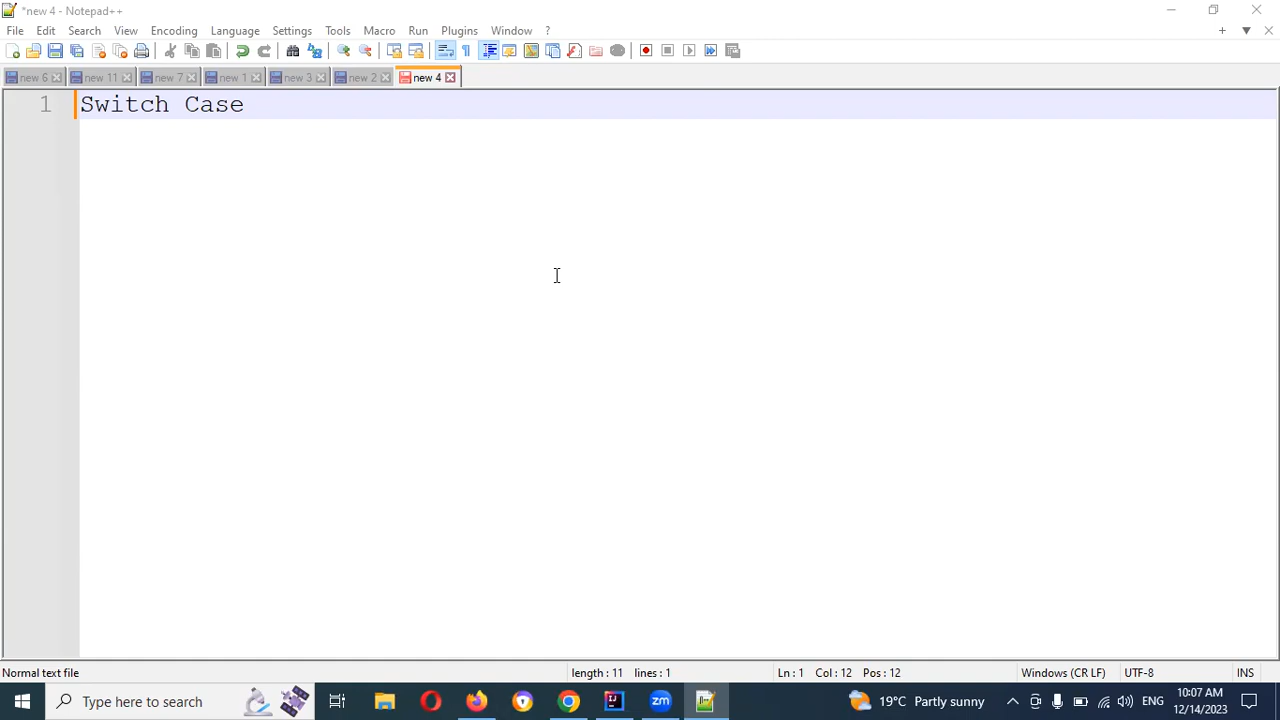 *new 4 - Notepad++
File Edit Search View Encoding Language Settings Tools Macro Run Plugins Window ?
new 6 new 11 new 7 new 1 new 3 new 2 new 4
1 Switch Case
Normal text file length : 11 lines : 1 Ln : 1 Col : 12 Pos : 12 Windows (CR LF) UTF-8 INS
Type here to search zm 19°C Partly sunny ENG 10:07 AM
12/14/2023